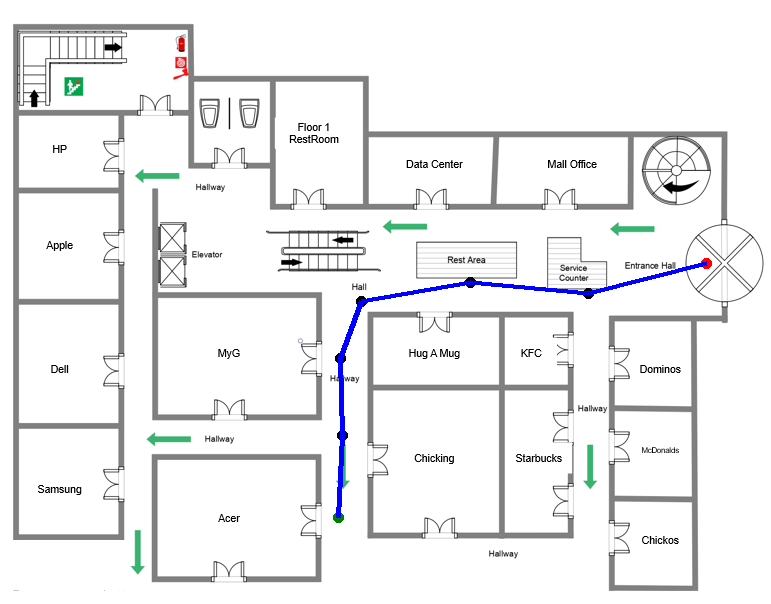 HP
Floor 1
RestRoom
Data Center
Mall Office
Hallway
Apple
Elevator
Rest Area
Service
Counter
Entrance Hall
Hall
MyG
Hug A Mug
KFC
Dell
Dominos
Hallway
Hallway
Hallway
Chicking
Starbucks
McDonalds
Samsung
Acer
Chickos
Hallway